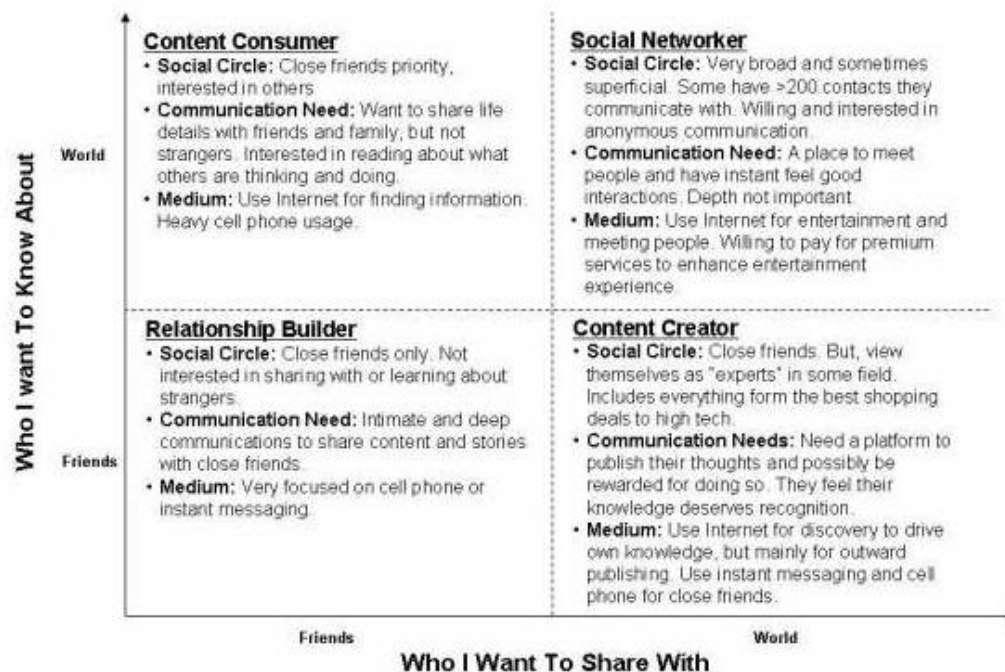 Content Consumer
• Social Circle: Close friends priority,
interested in others
• Communication Need: Want to share life
details with friends and family, but not
strangers. Interested in reading about what
others are thinking and doing.
• Medium: Use Internet for finding information.
Heavy cell phone usage.
Social Networker
• Social Circle: Very broad and sometimes
superficial. Some have >200 contacts they
communicate with. Willing and interested in
anonymous communication.
• Communication Need: A place to meet
people and have instant feel good
interactions. Depth not important.
• Medium: Use Internet for entertainment and
meeting people. Willing to pay for premium
services to enhance entertainment
experience.
Relationship Builder
• Social Circle: Close friends only. Not
interested in sharing with or learning about
strangers.
• Communication Need: Intimate and deep
communications to share content and stories
with close friends.
• Medium: Very focused on cell phone or
instant messaging.
Content Creator
• Social Circle: Close friends. But, view
themselves as "experts" in some field.
Includes everything form the best shopping
deals to high tech.
• Communication Needs: Need a platform to
publish their thoughts and possibly be
rewarded for doing so. They feel their
knowledge deserves recognition.
• Medium: Use Internet for discovery to drive
own knowledge, but mainly for outward
publishing. Use instant messaging and cell
phone for close friends.
Who I want To Know About
World
Friends
Friends
World
Who I Want To Share With